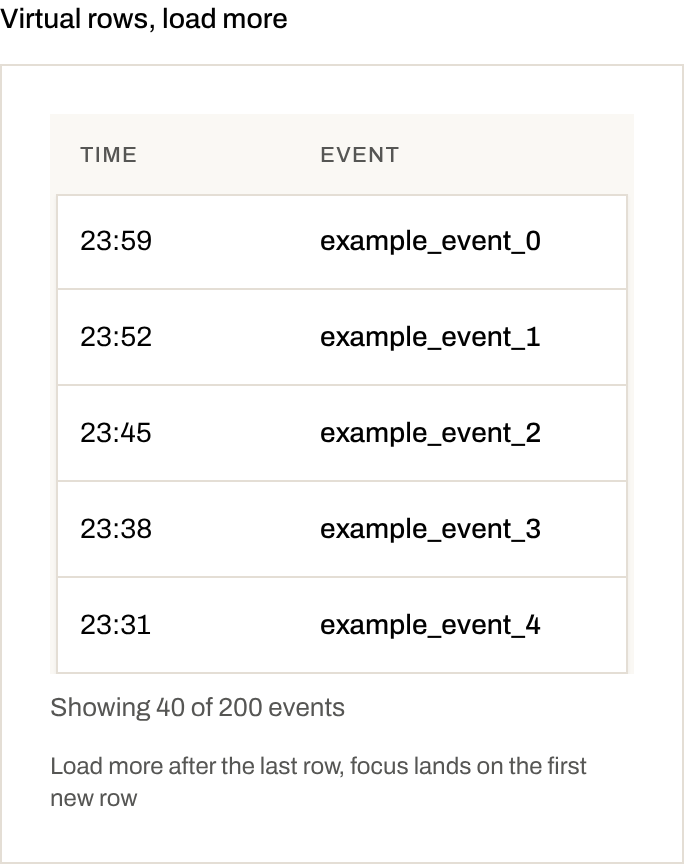 Virtual rows, load more
TIME EVENT
23:59 example_event_0
23:52 example_event_1
23:45 example_event_2
23:38 example_event_3
23:31 example_event_4
Showing 40 of 200 events
Load more after the last row, focus lands on the first
new row